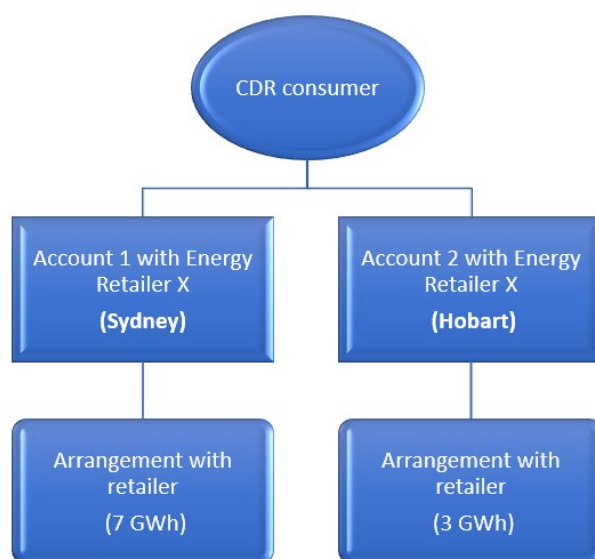 CDR consumer
Account 1 with Energy
Retailer X
(Sydney)
Account 2 with Energy
Retailer X
(Hobart)
Arrangement with
retailer
(7 GWh)
Arrangement with
retailer
(3 GWh)